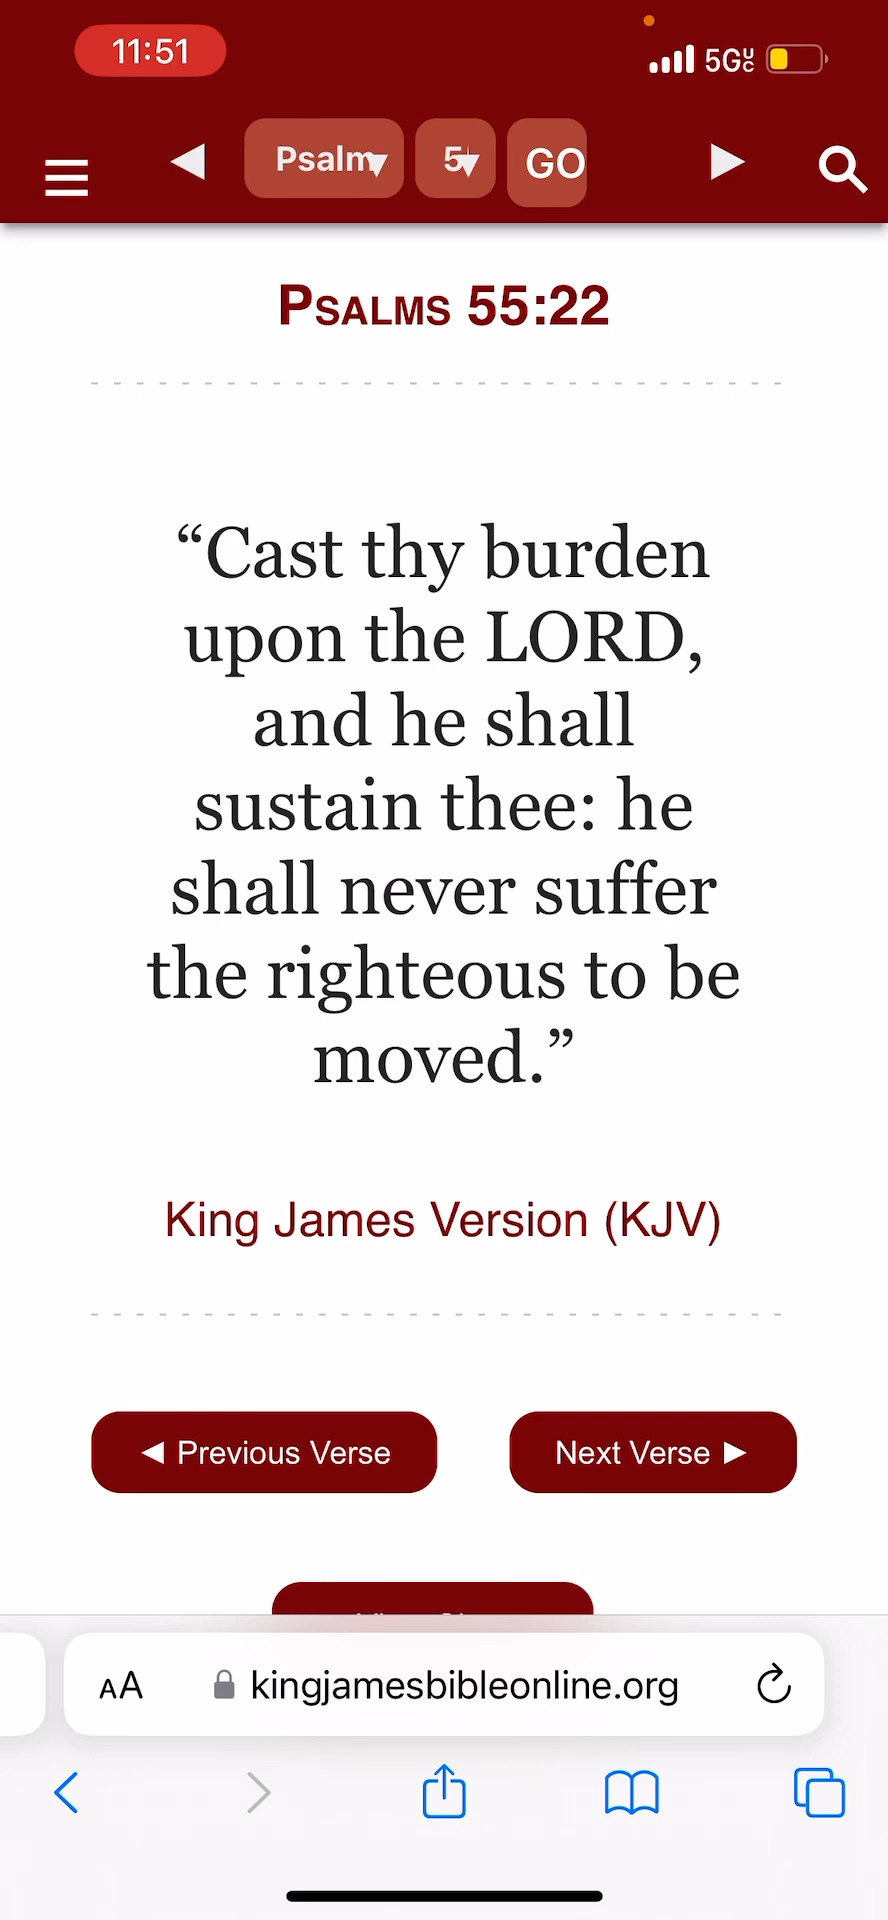 11:51
5G UC
Psalm 5 GO
PSALMS 55:22
“Cast thy burden
upon the LORD,
and he shall
sustain thee: he
shall never suffer
the righteous to be
moved.”
King James Version (KJV)
◀ Previous Verse
Next Verse ▶
AA kingjamesbibleonline.org